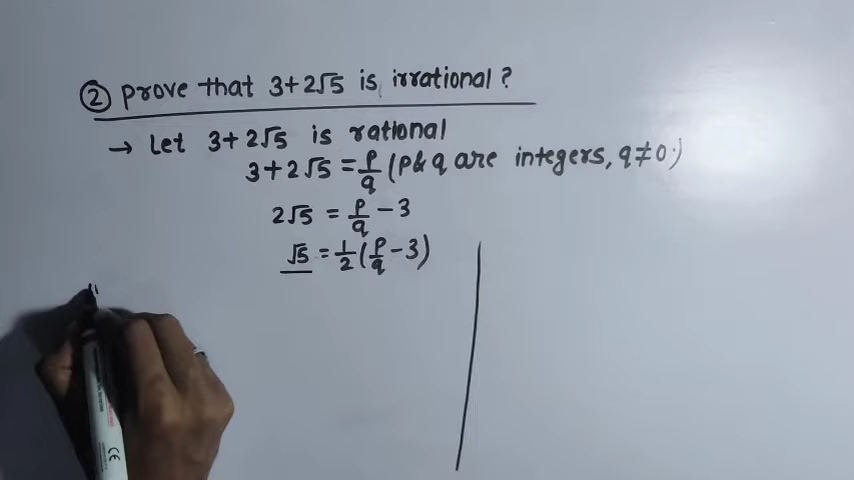 ② prove that 3+2√5 is irrational?
→ Let 3+2√5 is rational
3+2√5 = p/q (P & q are integers, q≠0.)
2√5 = p/q - 3
√5 = 1/2 (p/q - 3)